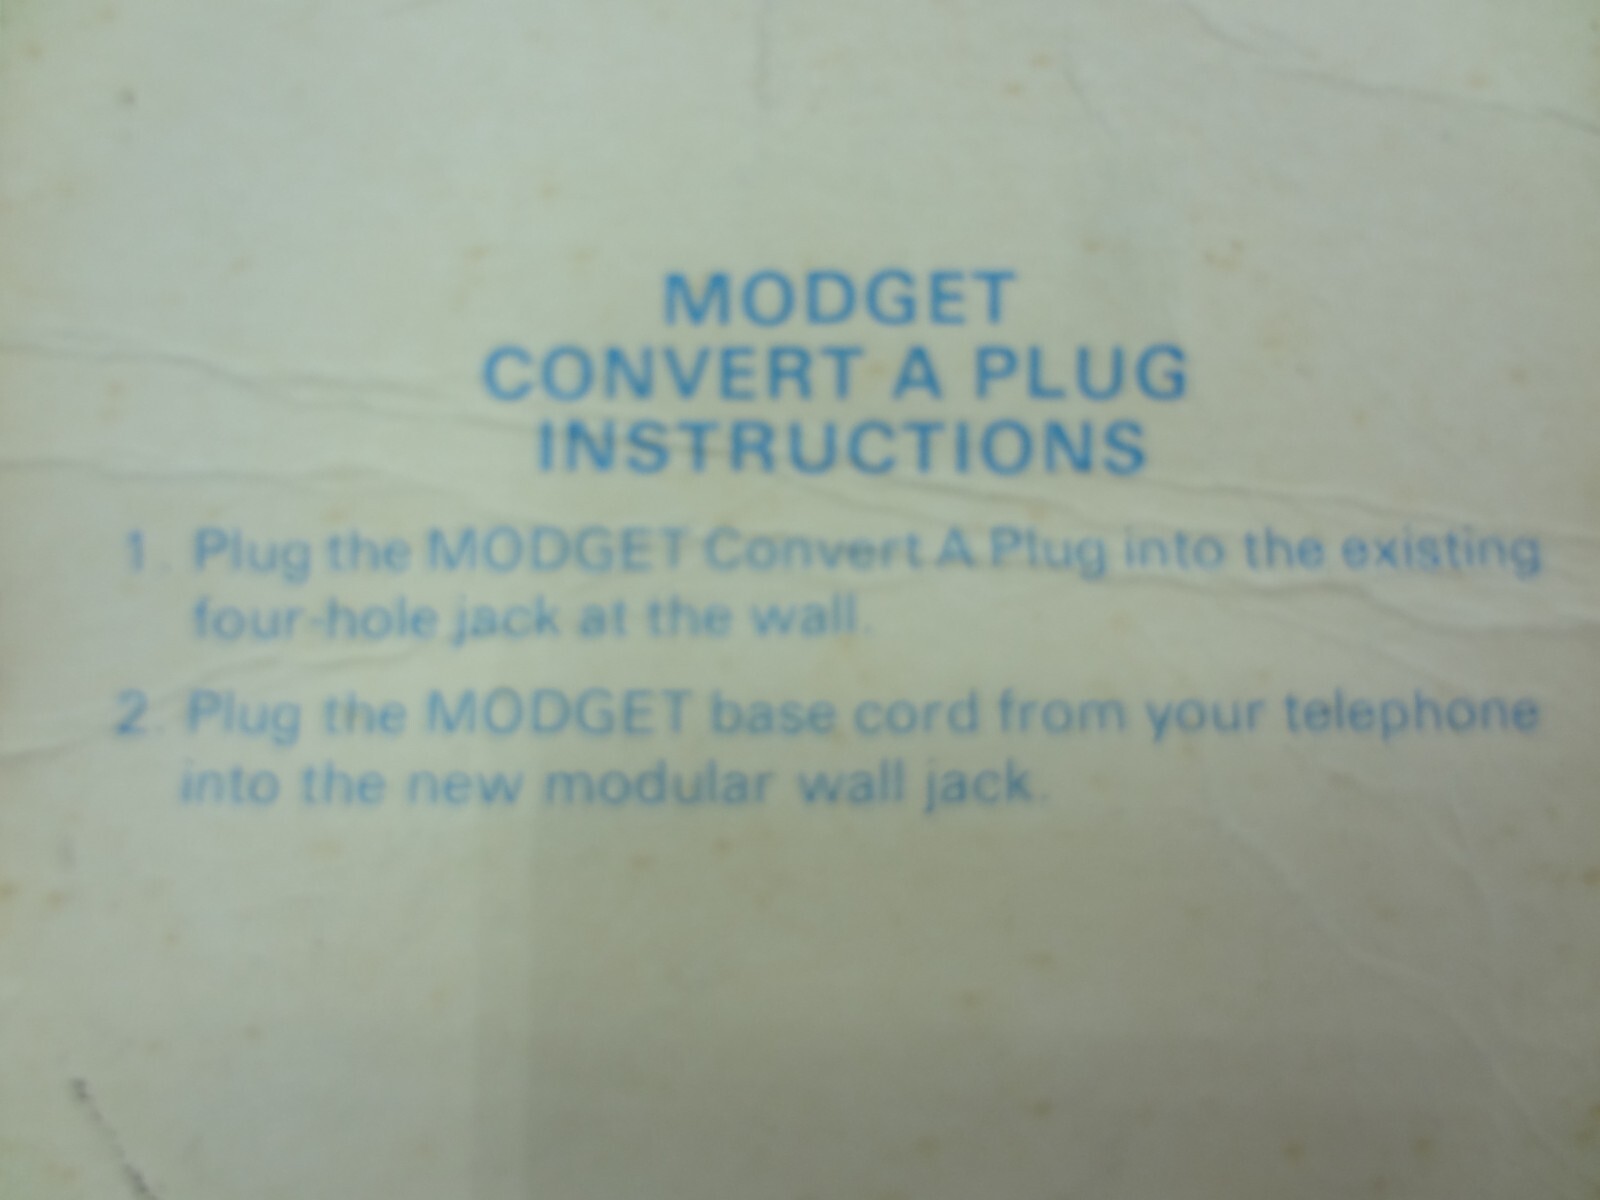 MODGET
CONVERT A PLUG
INSTRUCTIONS
1. Plug the MODGET Convert A Plug into the existing
four-hole jack at the wall.
2. Plug the MODGET base cord from your telephone
into the new modular wall jack.